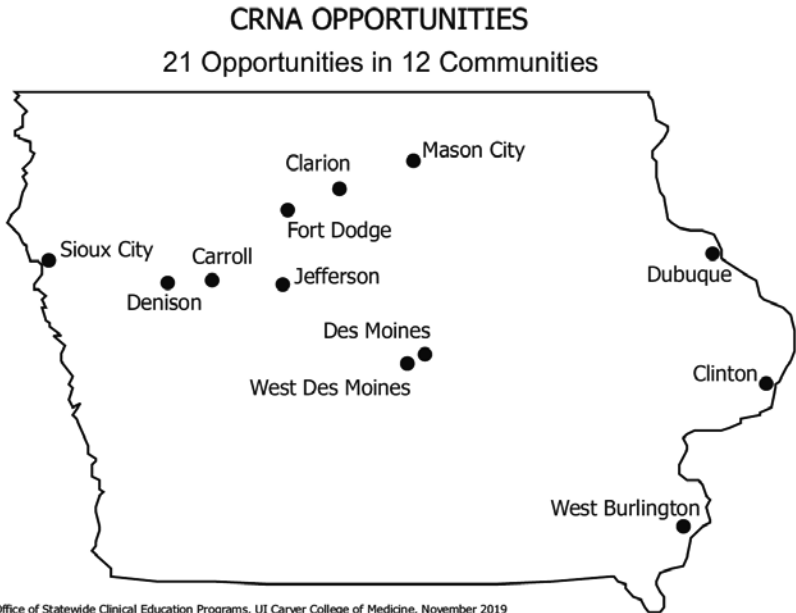 CRNA OPPORTUNITIES
21 Opportunities in 12 Communities
Mason City
Clarion
Fort Dodge
Sioux City
Carroll
Jefferson
Denison
Dubuque
Des Moines
West Des Moines
Clinton
West Burlington
Office of Statewide Clinical Education Programs, UI Carver College of Medicine, November 2019